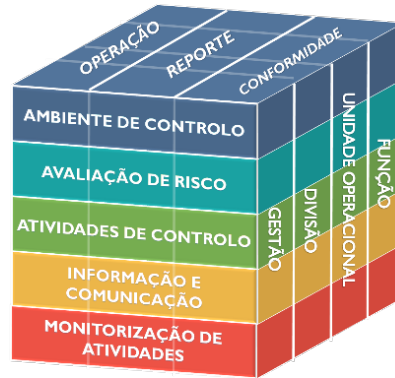 OPERAÇÃO
REPORTE
CONFORMIDADE
AMBIENTE DE CONTROLO
AVALIAÇÃO DE RISCO
ATIVIDADES DE CONTROLO
INFORMAÇÃO E
COMUNICAÇÃO
MONITORIZAÇÃO DE
ATIVIDADES
GESTÃO
DIVISÃO
UNIDADE OPERACIONAL
FUNÇÃO